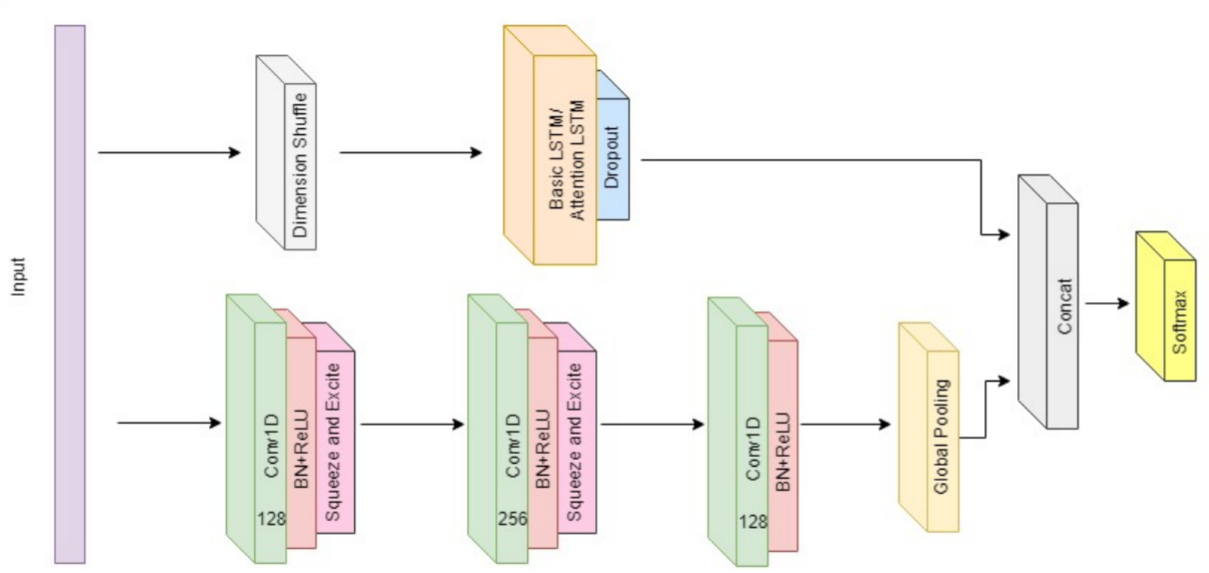 Input
Dimension Shuffle
Basic LSTM/
Attention LSTM
Dropout
Conv1D
128
BN+ReLU
Squeeze and Excite
Conv1D
256
BN+ReLU
Squeeze and Excite
Conv1D
128
BN+ReLU
Global Pooling
Concat
Softmax